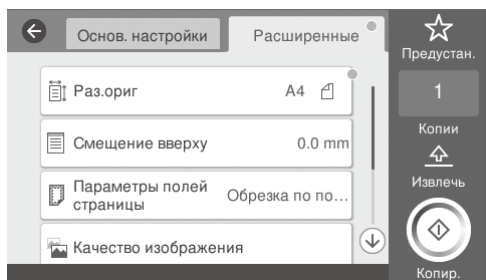 Основ. настройки
Расширенные
Предустан.
Раз.ориг
A4
1
Смещение вверху
0.0 mm
Копии
Параметры полей
страницы
Обрезка по по...
Извлечь
Качество изображения
Копир.